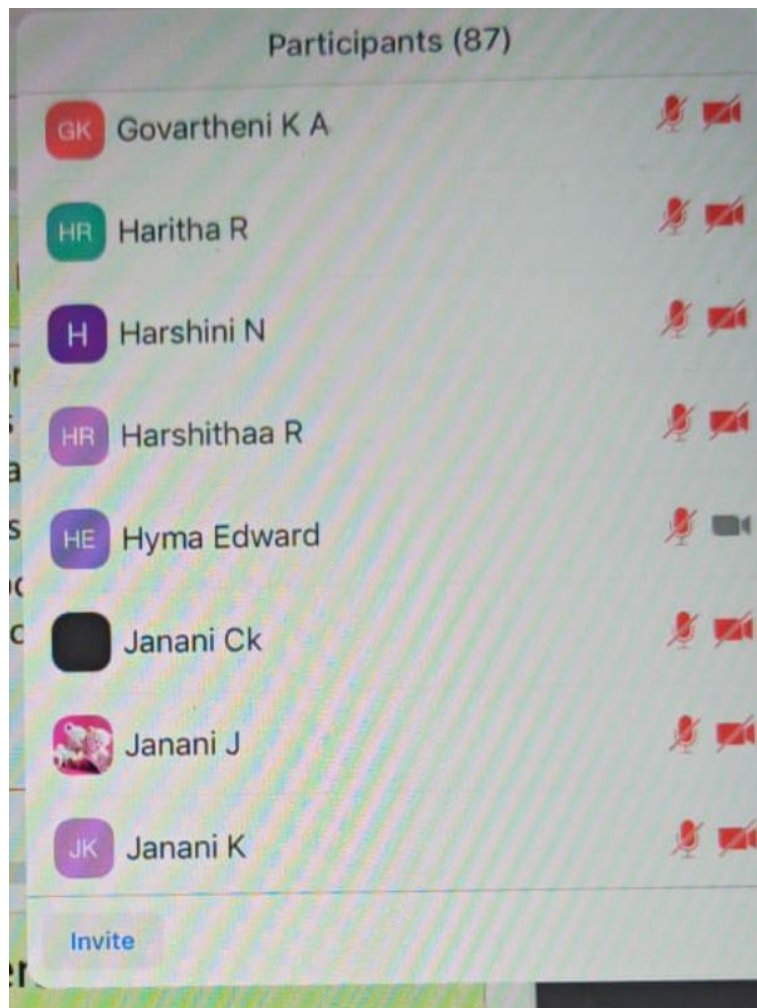 Participants (87)
GK Govartheni K A
HR Haritha R
H Harshini N
HR Harshithaa R
HE Hyma Edward
Janani Ck
Janani J
JK Janani K
Invite